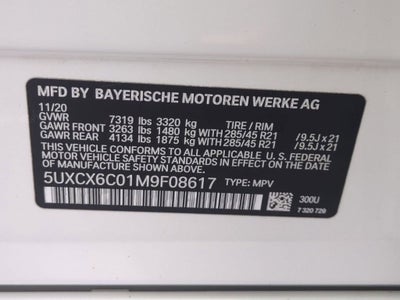 MFD BY BAYERISCHE MOTOREN WERKE AG
11/20
GVWR 7319 lbs 3320 kg TIRE / RIM
GAWR FRONT 3263 lbs 1480 kg 285/45 R21 /9.5J x 21
GAWR REAR 4134 lbs 1875 kg 285/45 R21 /9.5J x 21
THIS VEHICLE CONFORMS TO ALL APPLICABLE U. S. FEDERAL
MOTOR VEHICLE SAFETY STANDARDS IN EFFECT ON THE
DATE OF MANUFACTURE SHOWN ABOVE.
5UXCX6C01M9F08617 TYPE: MPV 300U
7 320 729